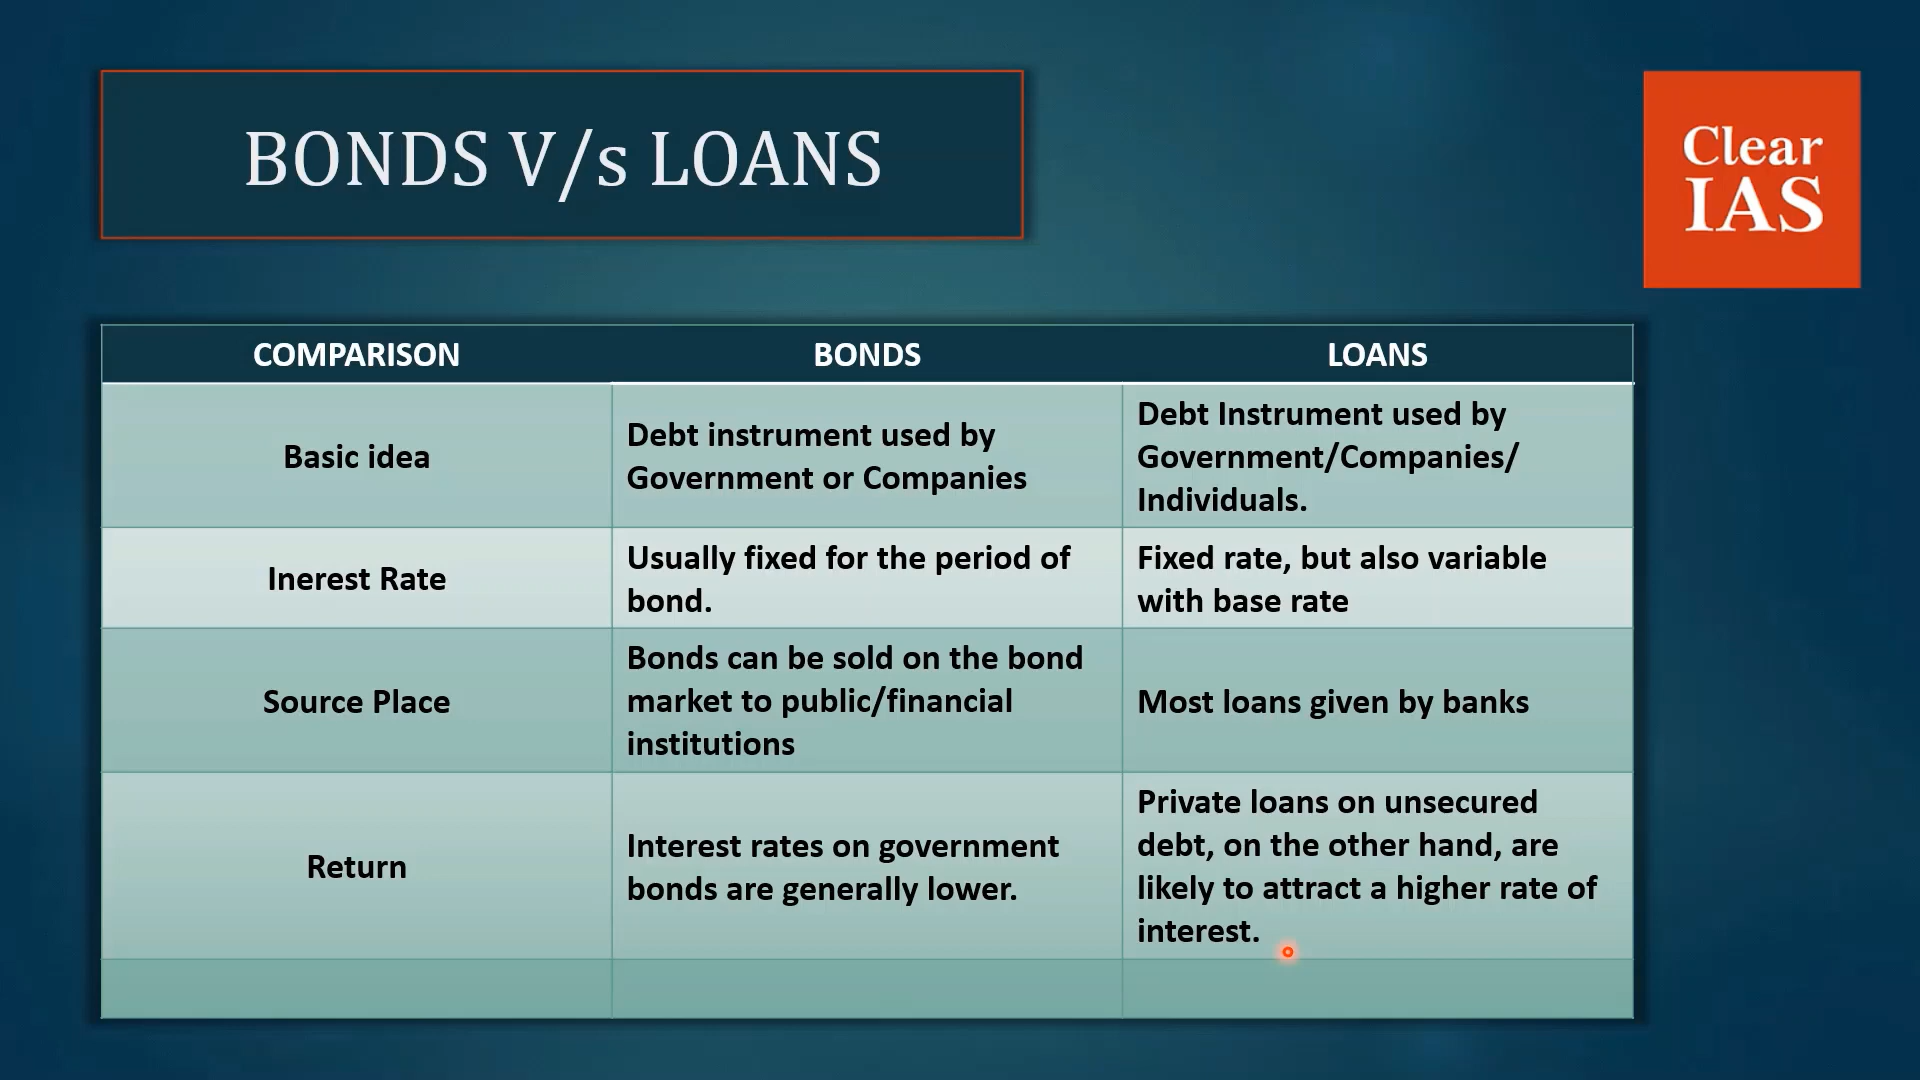 BONDS V/s LOANS
Clear
IAS
COMPARISON
BONDS
LOANS
Basic idea
Debt instrument used by
Government or Companies
Debt Instrument used by
Government/Companies/
Individuals.
Inerest Rate
Usually fixed for the period of
bond.
Fixed rate, but also variable
with base rate
Source Place
Bonds can be sold on the bond
market to public/financial
institutions
Most loans given by banks
Return
Interest rates on government
bonds are generally lower.
Private loans on unsecured
debt, on the other hand, are
likely to attract a higher rate of
interest.